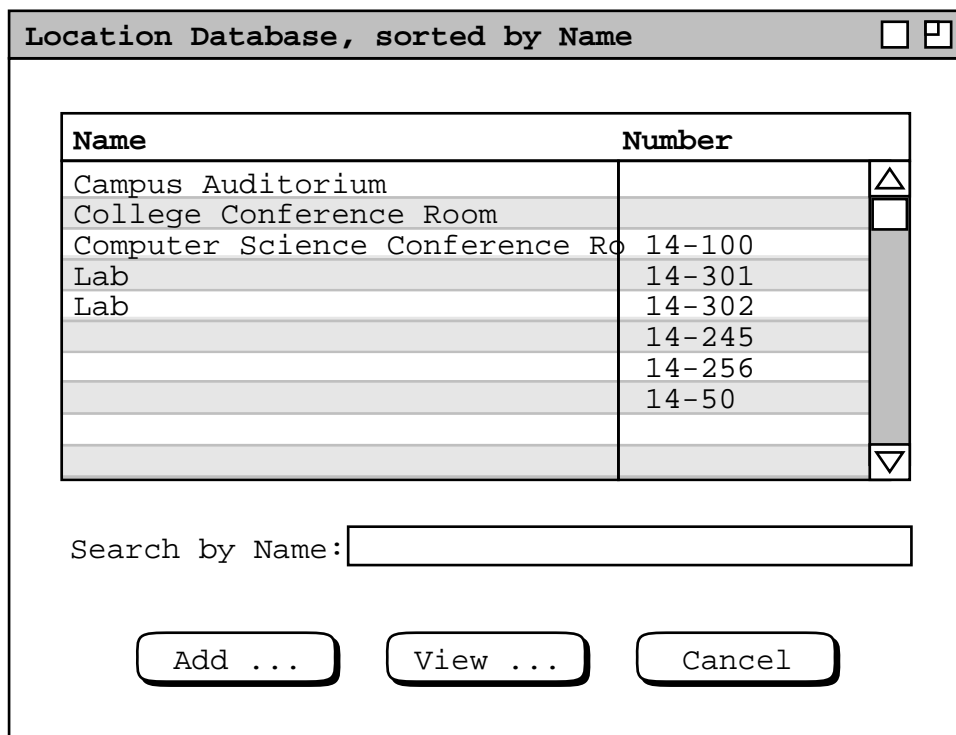 Location Database, sorted by Name
Name Number
Campus Auditorium
College Conference Room
Computer Science Conference Ro 14-100
Lab 14-301
Lab 14-302
14-245
14-256
14-50
Search by Name:
Add ... View ... Cancel